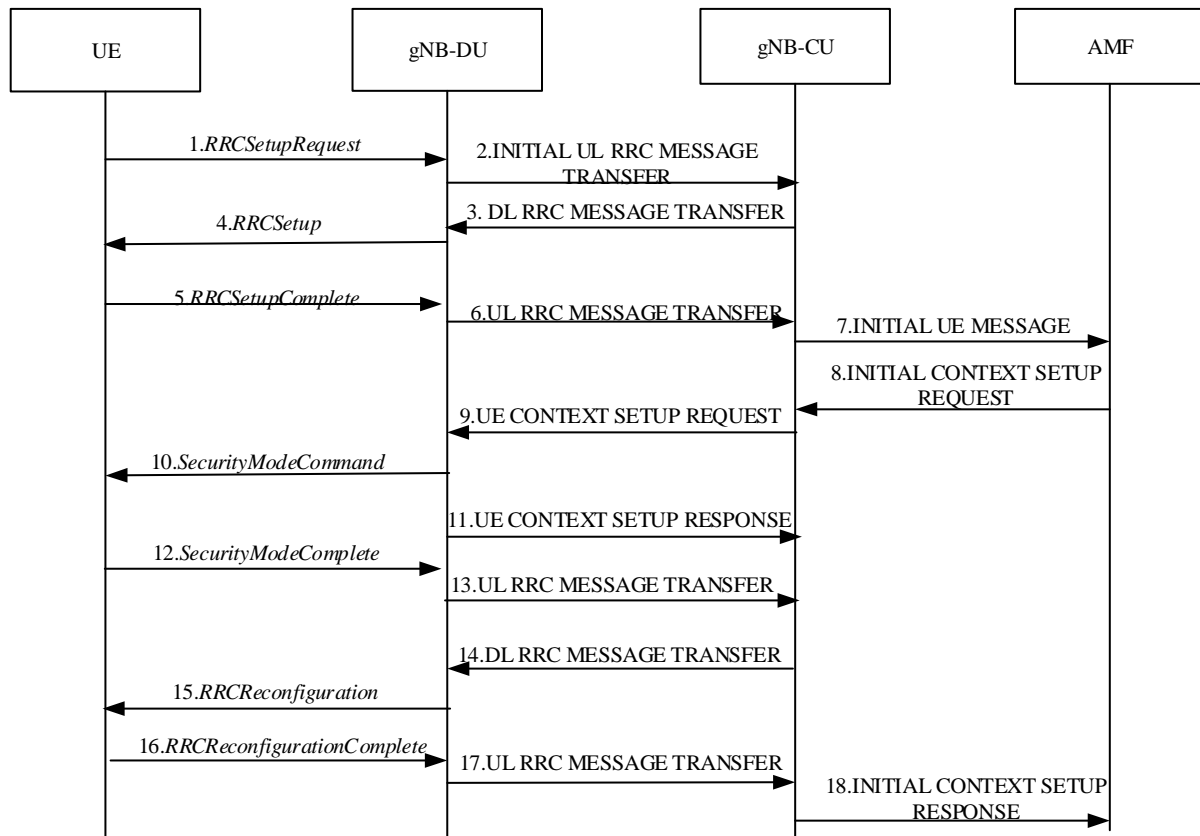 UE
gNB-DU
gNB-CU
AMF
1.RRCSetupRequest
2.INITIAL UL RRC MESSAGE
TRANSFER
3. DL RRC MESSAGE TRANSFER
4.RRCSetup
5.RRCSetupComplete
6.UL RRC MESSAGE TRANSFER
7.INITIAL UE MESSAGE
8.INITIAL CONTEXT SETUP
REQUEST
9.UE CONTEXT SETUP REQUEST
10.SecurityModeCommand
11.UE CONTEXT SETUP RESPONSE
12.SecurityModeComplete
13.UL RRC MESSAGE TRANSFER
14.DL RRC MESSAGE TRANSFER
15.RRCReconfiguration
16.RRCReconfigurationComplete
17.UL RRC MESSAGE TRANSFER
18.INITIAL CONTEXT SETUP
RESPONSE